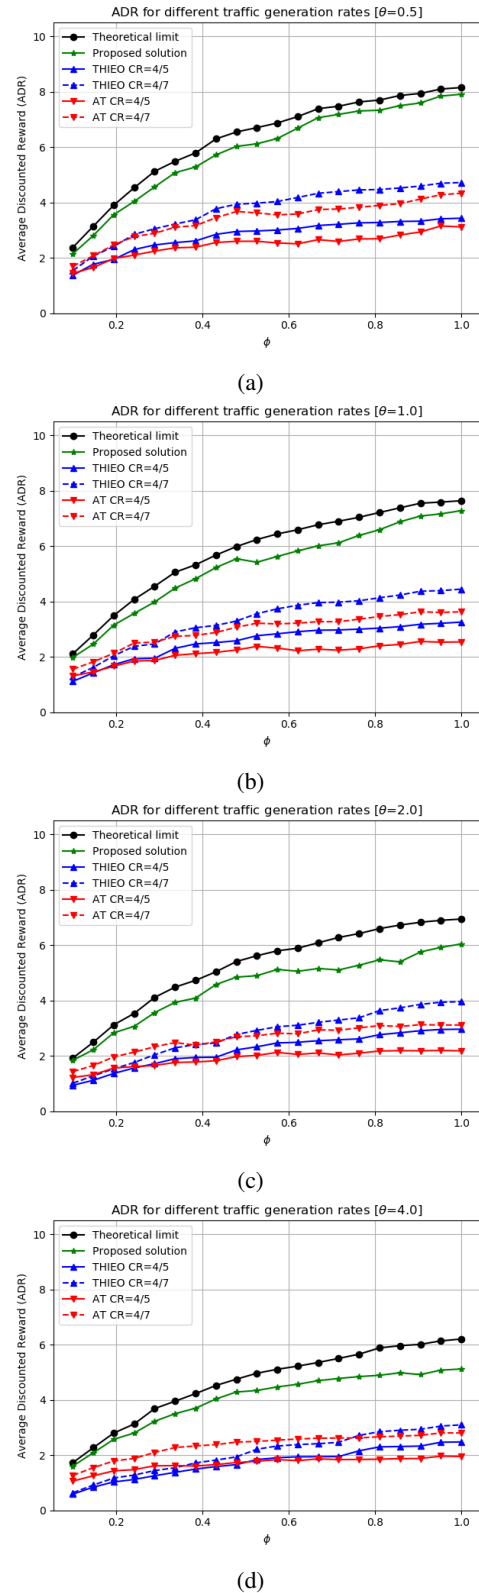 ADR for different traffic generation rates [θ=0.5]
10
8
6
4
2
0
Average Discounted Reward (ADR)
Theoretical limit
Proposed solution
THIEO CR=4/5
THIEO CR=4/7
AT CR=4/5
AT CR=4/7
0.2 0.4 0.6 0.8 1.0
ϕ
(a)
ADR for different traffic generation rates [θ=1.0]
10
8
6
4
2
0
Average Discounted Reward (ADR)
Theoretical limit
Proposed solution
THIEO CR=4/5
THIEO CR=4/7
AT CR=4/5
AT CR=4/7
0.2 0.4 0.6 0.8 1.0
ϕ
(b)
ADR for different traffic generation rates [θ=2.0]
10
8
6
4
2
0
Average Discounted Reward (ADR)
Theoretical limit
Proposed solution
THIEO CR=4/5
THIEO CR=4/7
AT CR=4/5
AT CR=4/7
0.2 0.4 0.6 0.8 1.0
ϕ
(c)
ADR for different traffic generation rates [θ=4.0]
10
8
6
4
2
0
Average Discounted Reward (ADR)
Theoretical limit
Proposed solution
THIEO CR=4/5
THIEO CR=4/7
AT CR=4/5
AT CR=4/7
0.2 0.4 0.6 0.8 1.0
ϕ
(d)